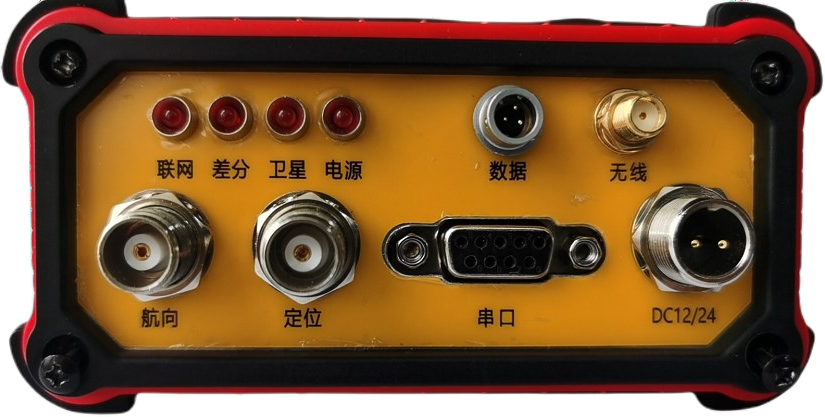 联网 差分 卫星 电源 数据 无线
航向 定位 串口 DC12/24